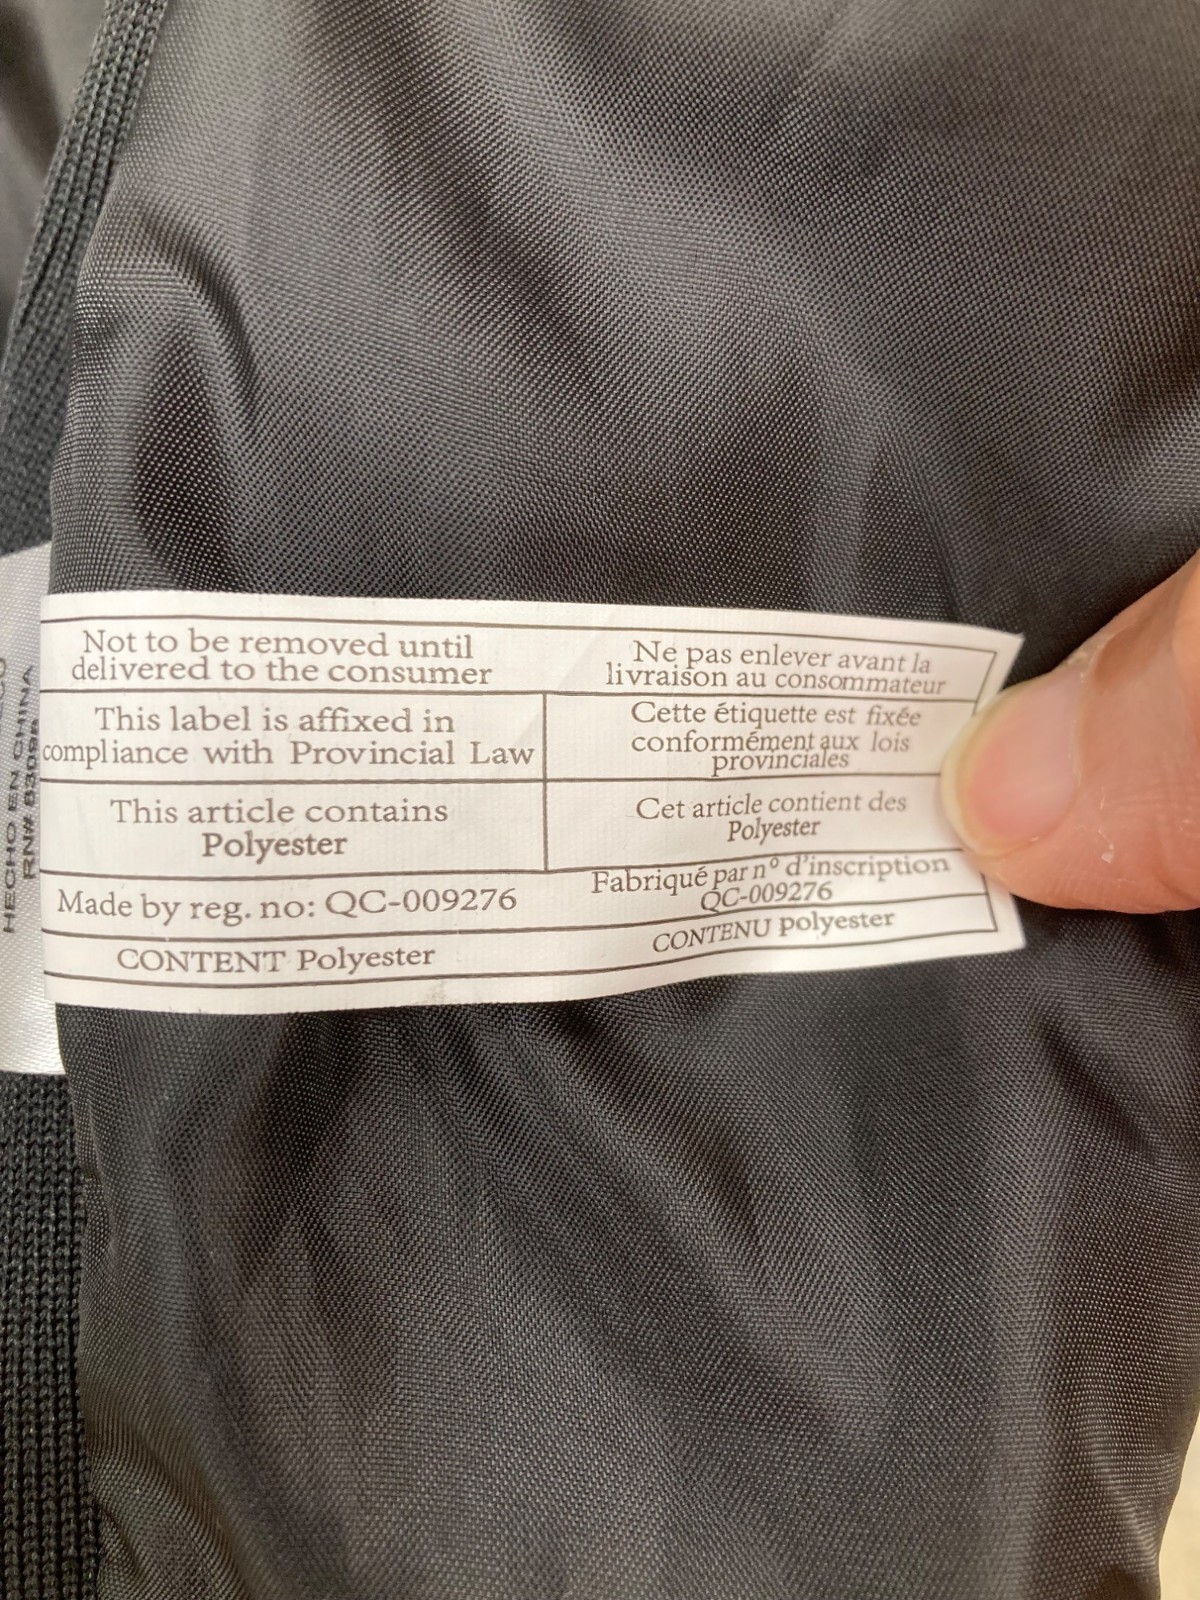 Not to be removed until
delivered to the consumer
Ne pas enlever avant la
livraison au consommateur
This label is affixed in
compliance with Provincial Law
Cette étiquette est fixée
conformément aux lois
provinciales
This article contains
Polyester
Cet article contient des
Polyester
Made by reg. no: QC-009276
Fabriqué par nº d'inscription
QC-009276
CONTENT Polyester
CONTENU polyester
HECHO EN CHINA
RN#